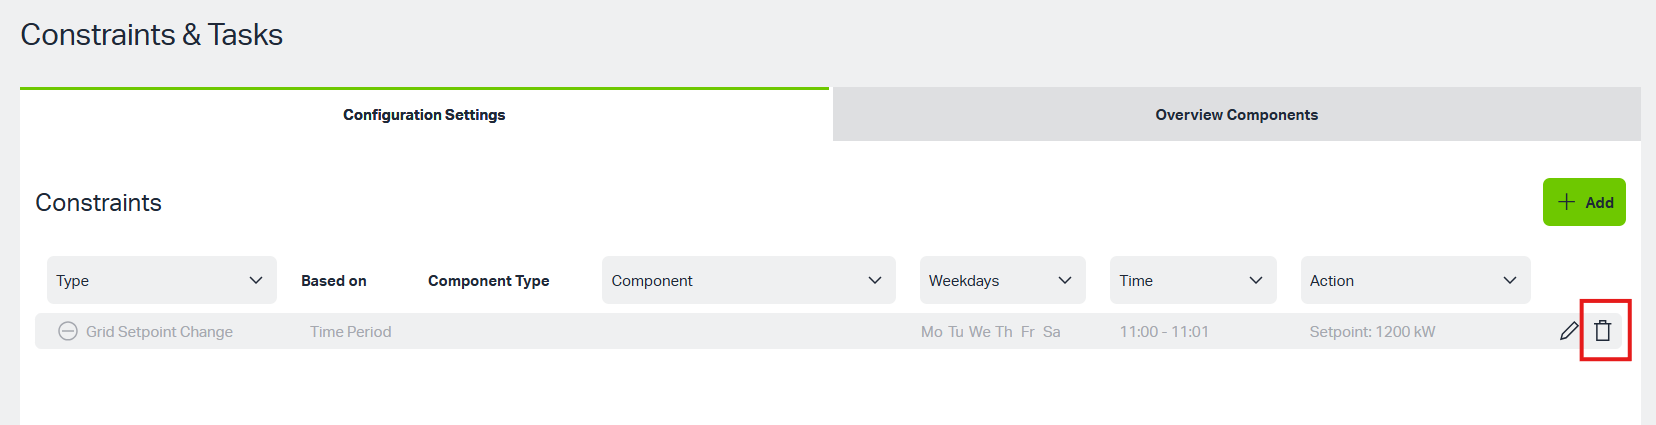 Constraints & Tasks
Configuration Settings Overview Components
Constraints
Add
Type Based on Component Type Component Weekdays Time Action
Grid Setpoint Change Time Period Mo Tu We Th Fr Sa 11:00 - 11:01 Setpoint: 1200 kW